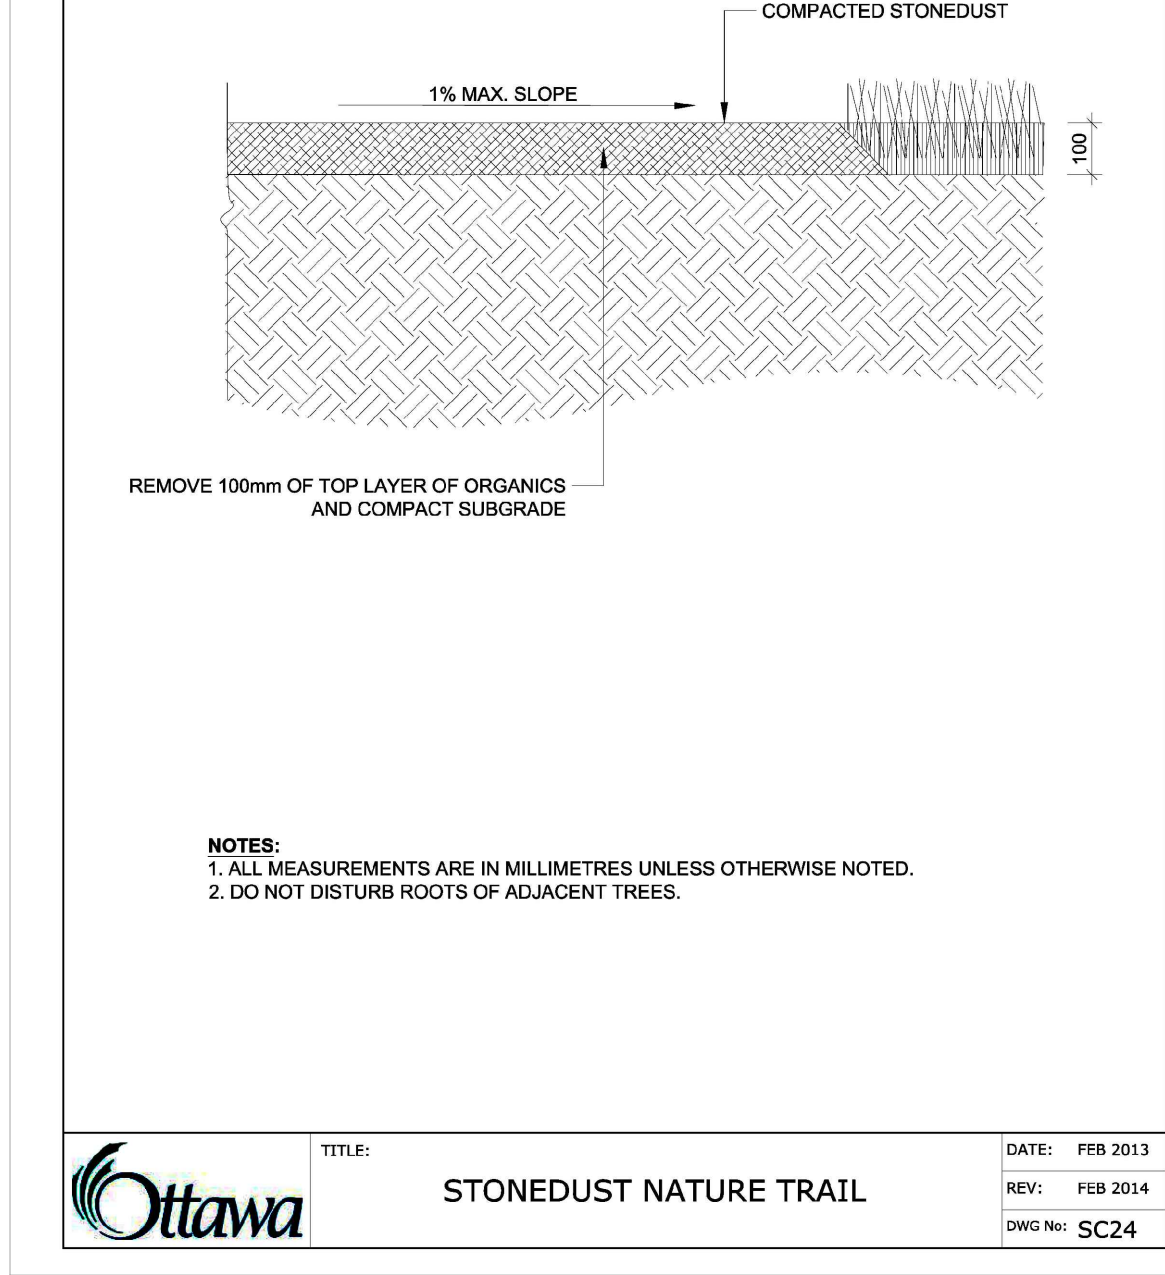 COMPACTED STONEDUST
1% MAX. SLOPE
100
REMOVE 100mm OF TOP LAYER OF ORGANICS
AND COMPACT SUBGRADE
NOTES:
1. ALL MEASUREMENTS ARE IN MILLIMETRES UNLESS OTHERWISE NOTED.
2. DO NOT DISTURB ROOTS OF ADJACENT TREES.
Ottawa
TITLE:
STONEDUST NATURE TRAIL
DATE: FEB 2013
REV: FEB 2014
DWG No: SC24